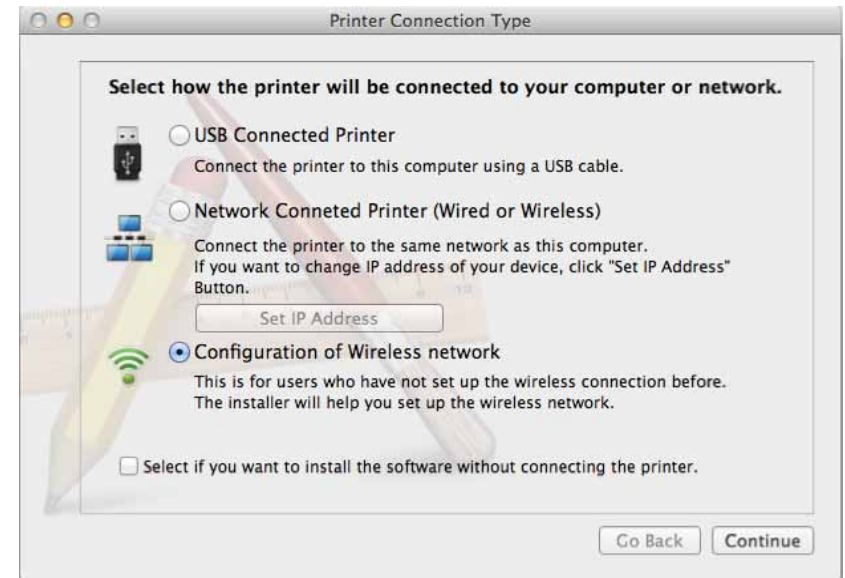 Printer Connection Type
Select how the printer will be connected to your computer or network.
USB Connected Printer
Connect the printer to this computer using a USB cable.
Network Conneted Printer (Wired or Wireless)
Connect the printer to the same network as this computer.
If you want to change IP address of your device, click "Set IP Address"
Button.
Set IP Address
Configuration of Wireless network
This is for users who have not set up the wireless connection before.
The installer will help you set up the wireless network.
Select if you want to install the software without connecting the printer.
Go Back Continue